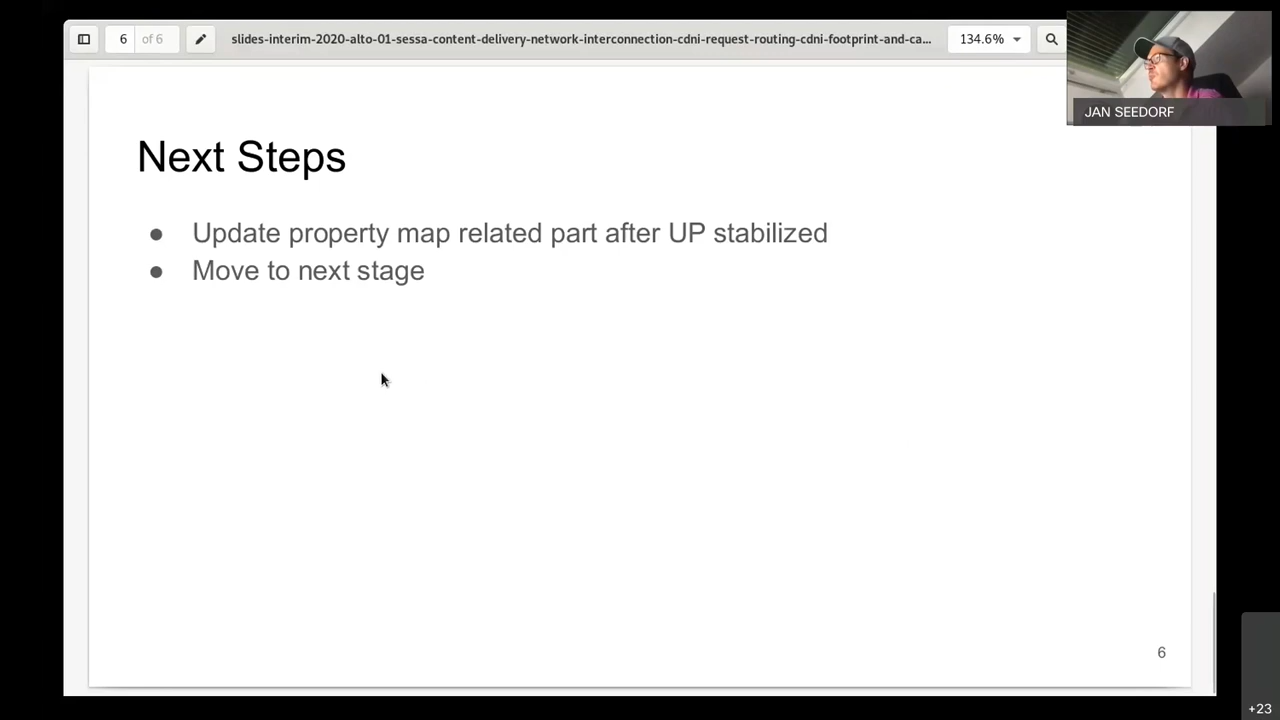 6 of 6 slides-interim-2020-alto-01-sessa-content-delivery-network-interconnection-cdni-request-routing-cdni-footprint-and-ca... 134.6%
JAN SEEDORF
Next Steps
● Update property map related part after UP stabilized
● Move to next stage
6
+23